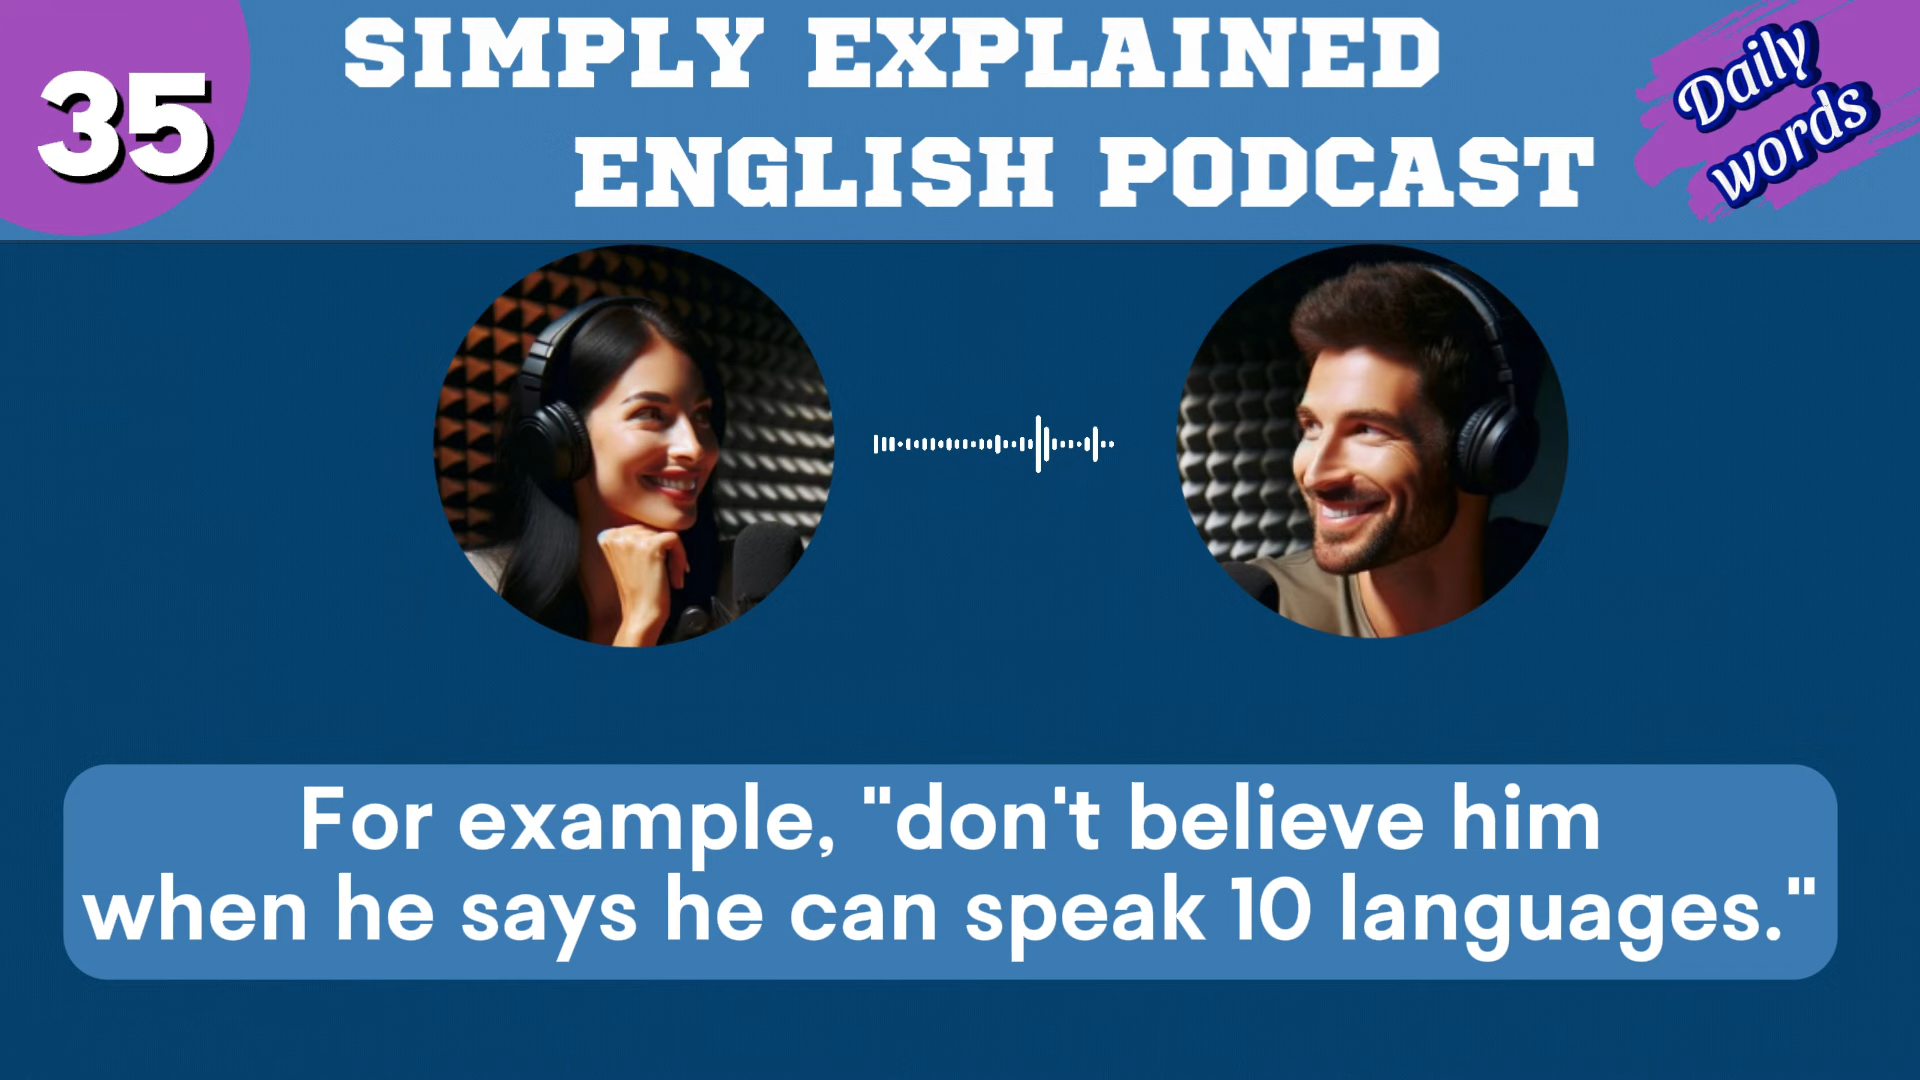 35
SIMPLY EXPLAINED
ENGLISH PODCAST
Daily
words
For example, "don't believe him
when he says he can speak 10 languages."